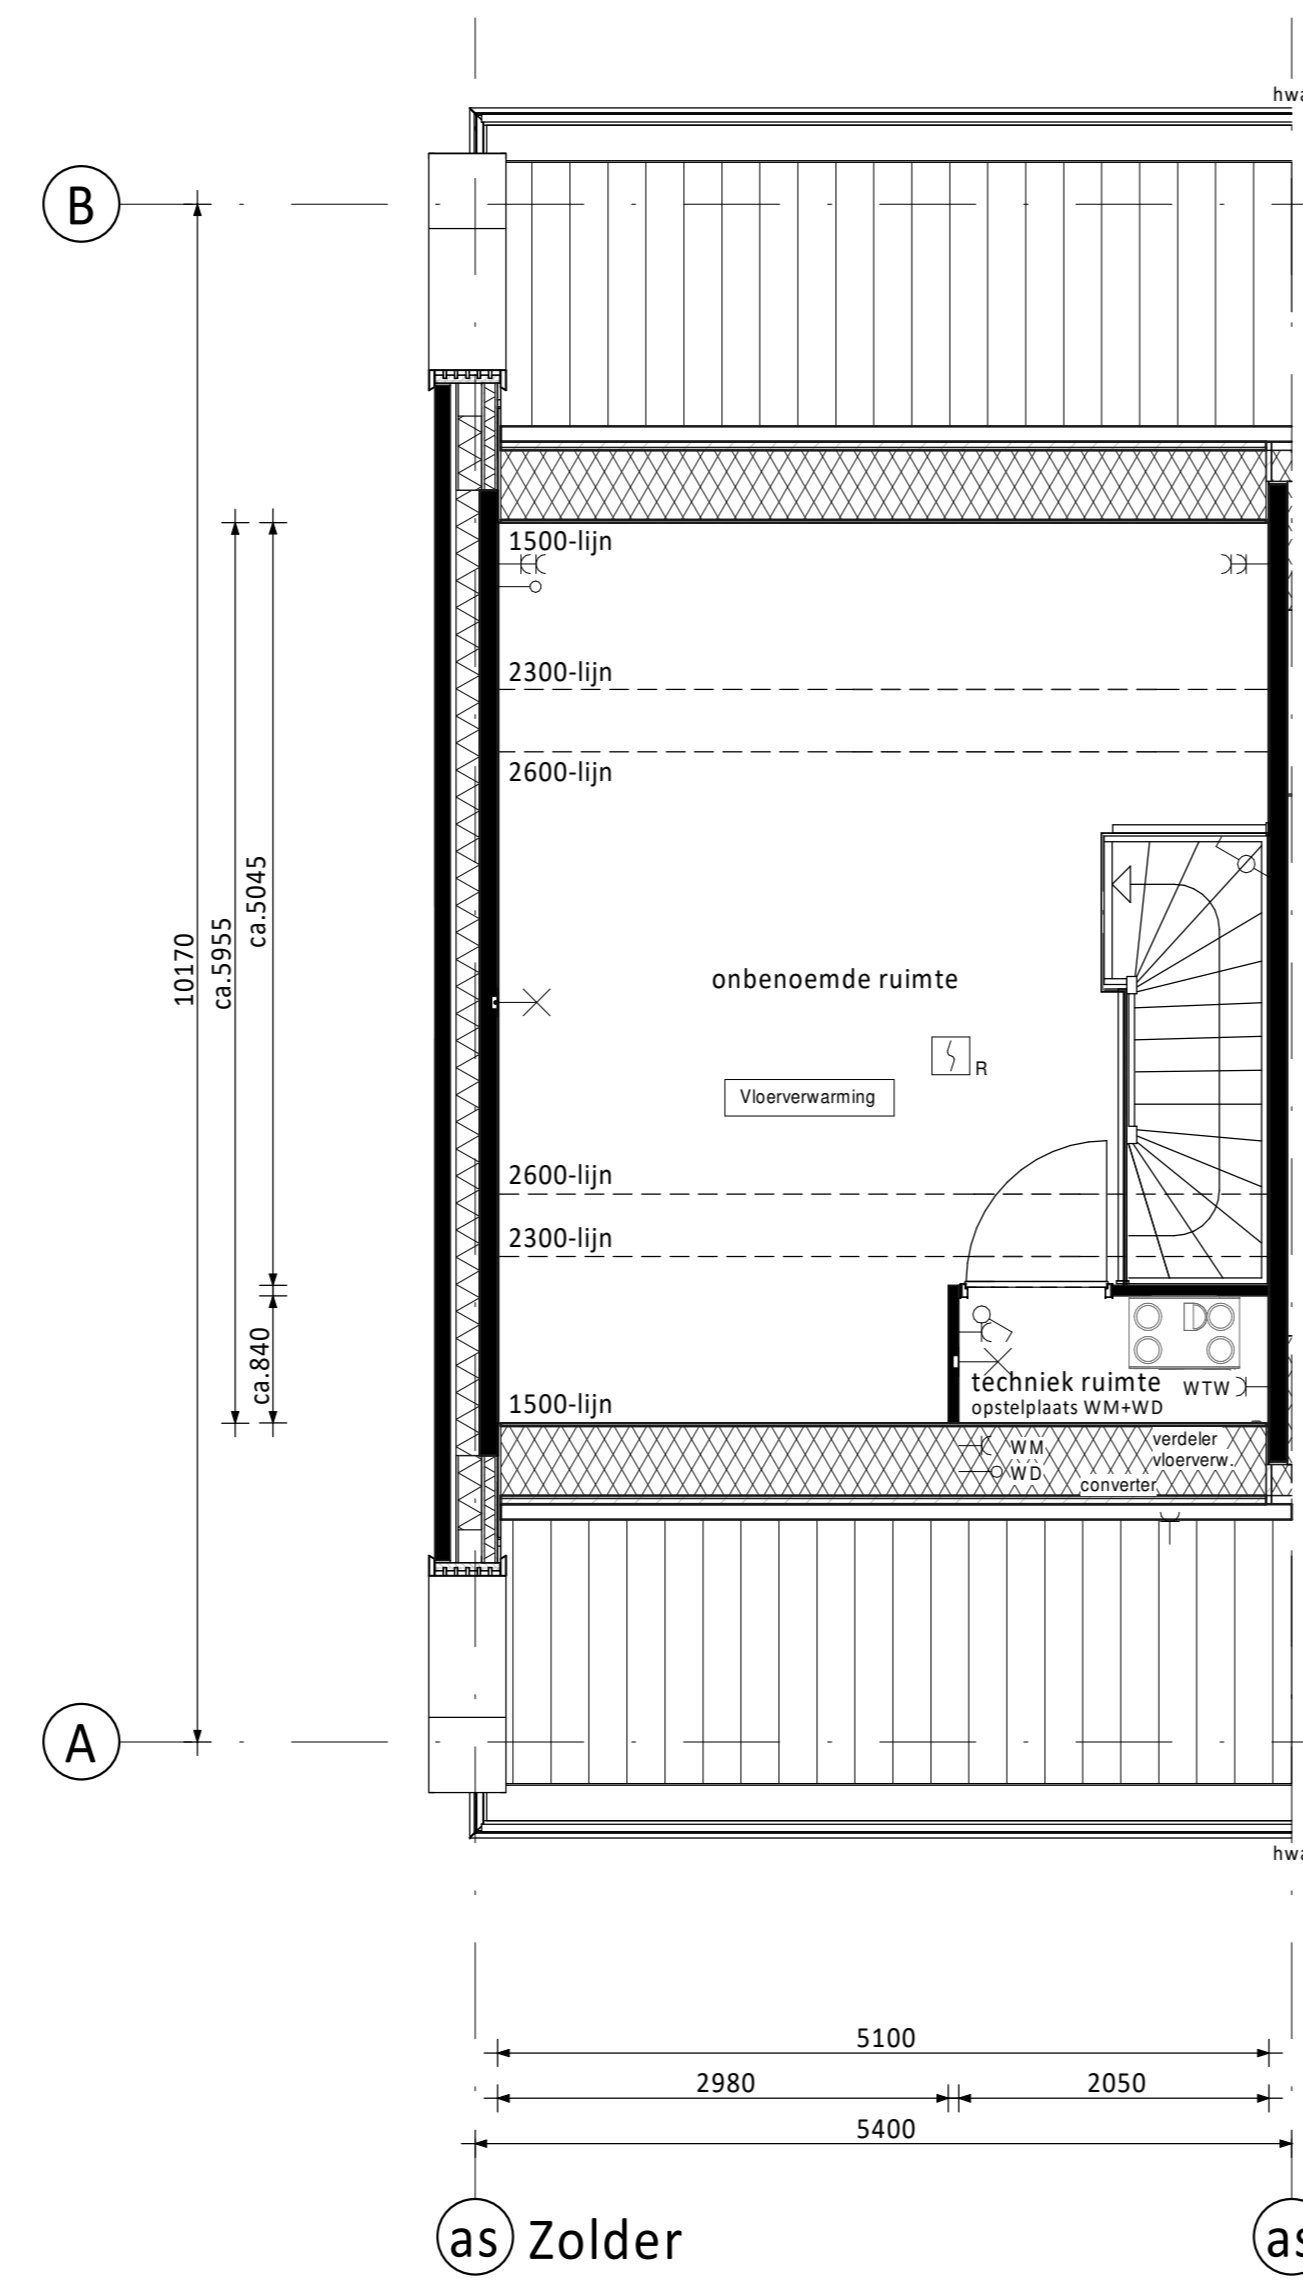 hwa
B
1500-lijn
2300-lijn
2600-lijn
10170
ca.5955
ca.5045
onbenoemde ruimte
R
Vloerverwarming
2600-lijn
2300-lijn
ca.840
1500-lijn
techniek ruimte
WTW
opstelplaats WM+WD
WM
WD
verdeler
vloerverw.
converter
A
hwa
5100
2980
2050
5400
as
Zolder
as